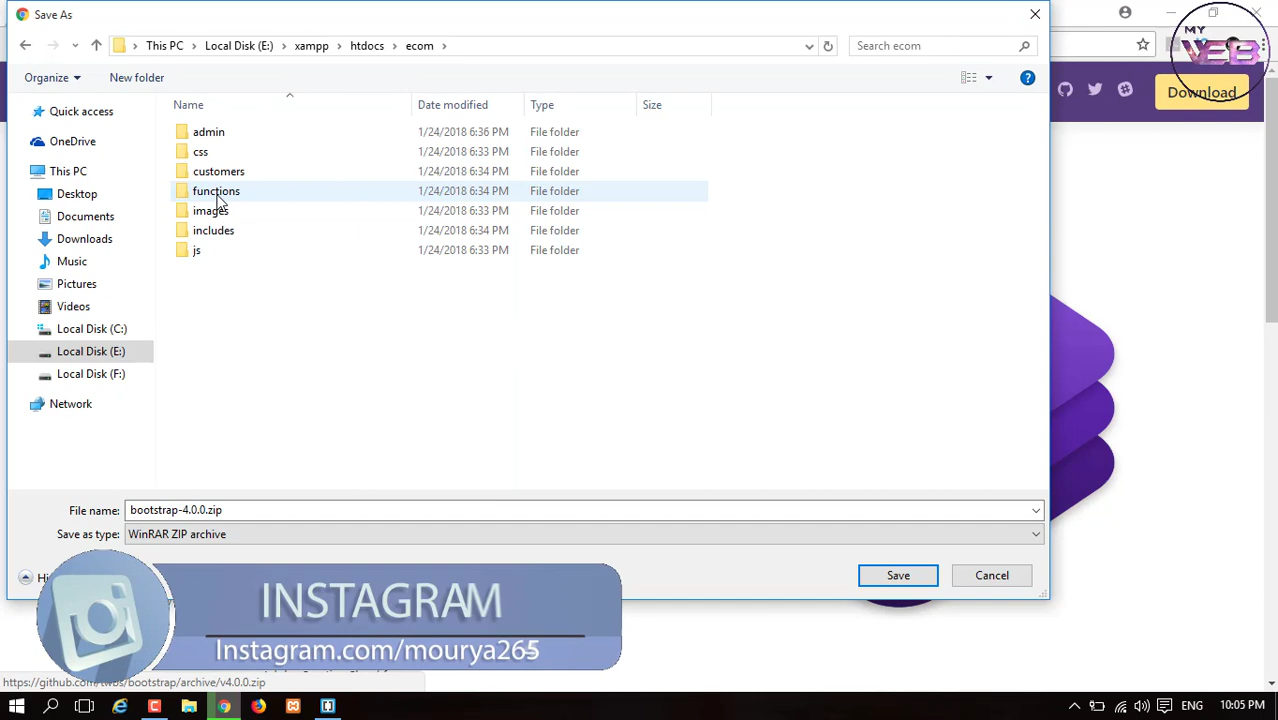 Save As
This PC > Local Disk (E:) > xampp > htdocs > ecom >
Search ecom
Organize
New folder
Name
Date modified
Type
Size
Quick access
OneDrive
This PC
Desktop
Documents
Downloads
Music
Pictures
Videos
Local Disk (C:)
Local Disk (E:)
Local Disk (F:)
Network
admin 1/24/2018 6:36 PM File folder
css 1/24/2018 6:33 PM File folder
customers 1/24/2018 6:34 PM File folder
functions 1/24/2018 6:34 PM File folder
images 1/24/2018 6:33 PM File folder
includes 1/24/2018 6:34 PM File folder
js 1/24/2018 6:33 PM File folder
MY
WEB
Download
File name: bootstrap-4.0.0.zip
Save as type: WinRAR ZIP archive
Hi
Save
Cancel
INSTAGRAM
Instagram.com/mourya265
https://github.com/twbs/bootstrap/archive/v4.0.0.zip
ENG
10:05 PM